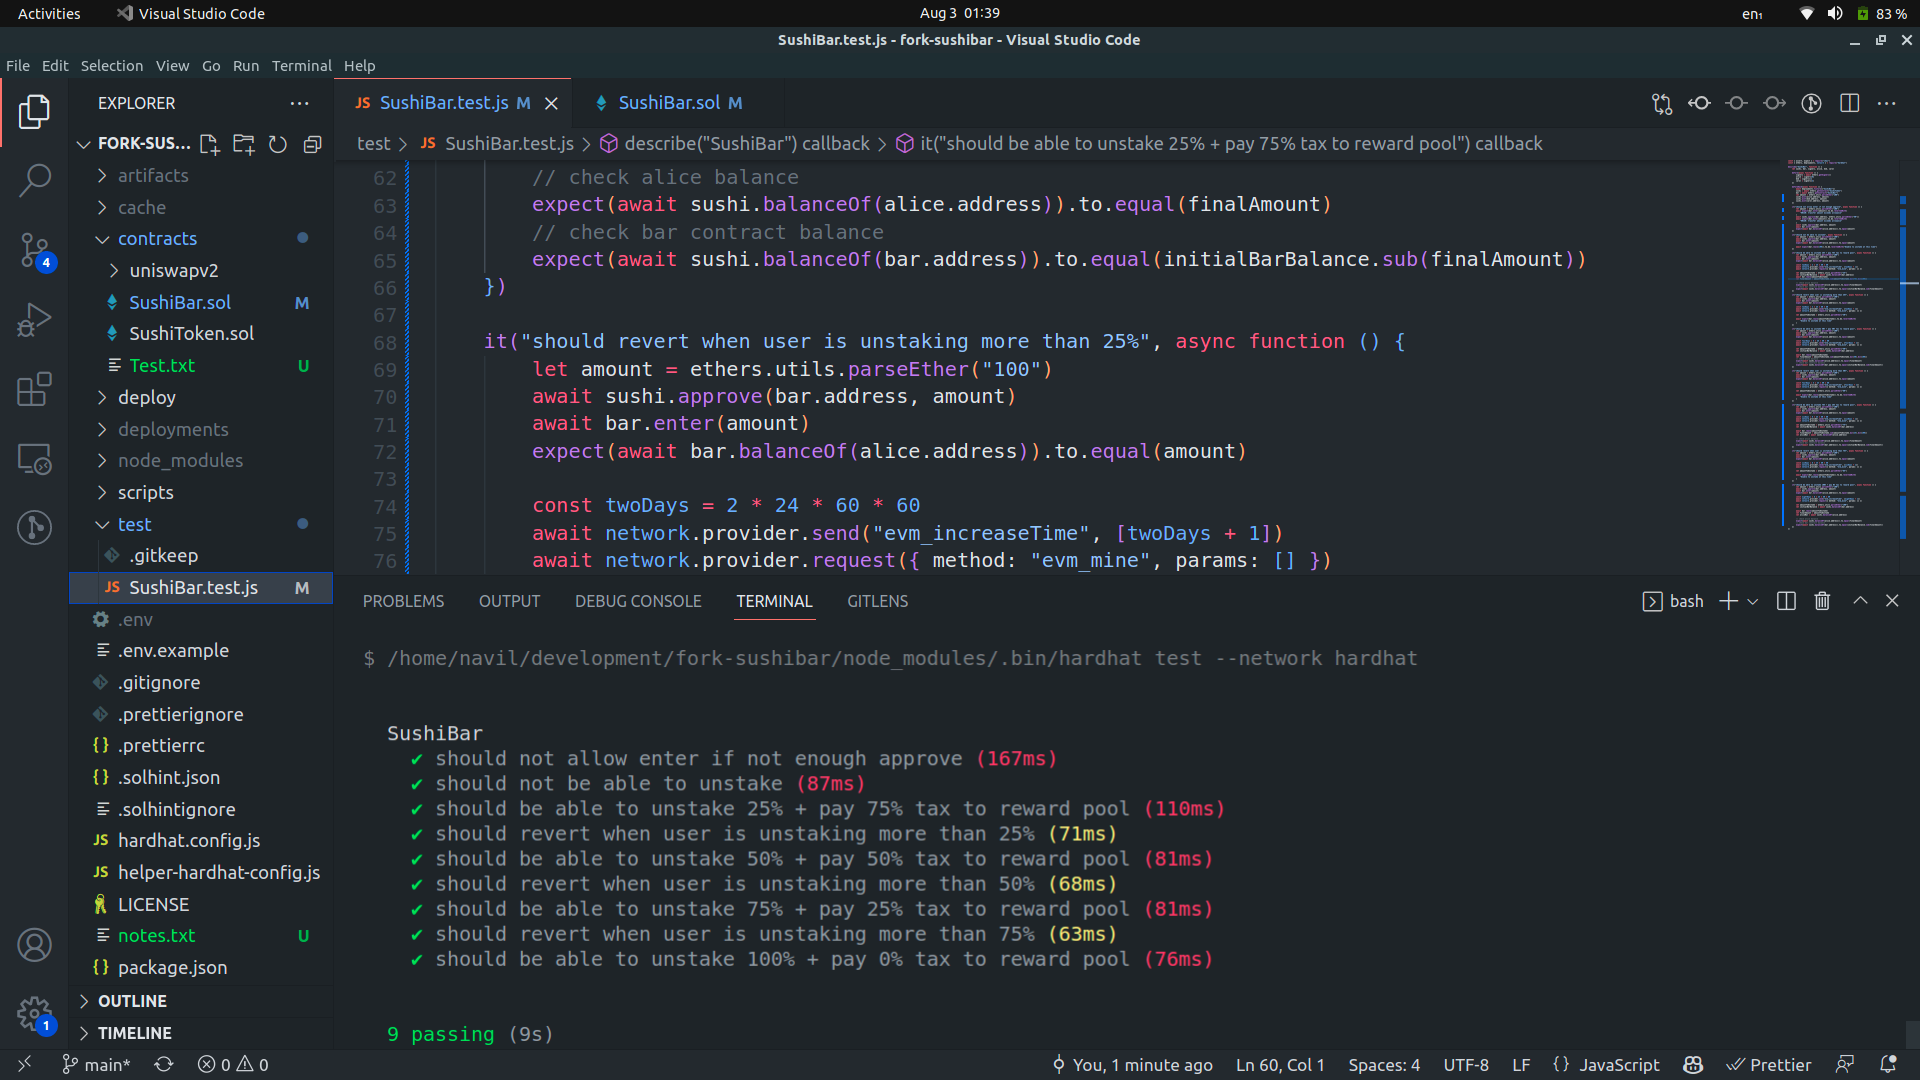 Activities
Visual Studio Code
Aug 3 01:39
en1
83 %
SushiBar.test.js - fork-sushibar - Visual Studio Code
File Edit Selection View Go Run Terminal Help
EXPLORER
FORK-SUS...
artifacts
cache
contracts
uniswapv2
SushiBar.sol M
SushiToken.sol
Test.txt U
deploy
deployments
node_modules
scripts
test
.gitkeep
JS SushiBar.test.js M
.env
.env.example
.gitignore
.prettierignore
{} .prettierrc
{} .solhint.json
.solhintignore
JS hardhat.config.js
JS helper-hardhat-config.js
LICENSE
notes.txt U
{} package.json
OUTLINE
TIMELINE
4
1
JS SushiBar.test.js M
SushiBar.sol M
test > JS SushiBar.test.js > describe("SushiBar") callback > it("should be able to unstake 25% + pay 75% tax to reward pool") callback
62 // check alice balance
63 expect(await sushi.balanceOf(alice.address)).to.equal(finalAmount)
64 // check bar contract balance
65 expect(await sushi.balanceOf(bar.address)).to.equal(initialBarBalance.sub(finalAmount))
66 })
67
68 it("should revert when user is unstaking more than 25%", async function () {
69 let amount = ethers.utils.parseEther("100")
70 await sushi.approve(bar.address, amount)
71 await bar.enter(amount)
72 expect(await bar.balanceOf(alice.address)).to.equal(amount)
73
74 const twoDays = 2 * 24 * 60 * 60
75 await network.provider.send("evm_increaseTime", [twoDays + 1])
76 await network.provider.request({ method: "evm_mine", params: [] })
PROBLEMS OUTPUT DEBUG CONSOLE TERMINAL GITLENS
bash
$ /home/navil/development/fork-sushibar/node_modules/.bin/hardhat test --network hardhat
SushiBar
✔ should not allow enter if not enough approve (167ms)
✔ should not be able to unstake (87ms)
✔ should be able to unstake 25% + pay 75% tax to reward pool (110ms)
✔ should revert when user is unstaking more than 25% (71ms)
✔ should be able to unstake 50% + pay 50% tax to reward pool (81ms)
✔ should revert when user is unstaking more than 50% (68ms)
✔ should be able to unstake 75% + pay 25% tax to reward pool (81ms)
✔ should revert when user is unstaking more than 75% (63ms)
✔ should be able to unstake 100% + pay 0% tax to reward pool (76ms)
9 passing (9s)
main* 0 0
You, 1 minute ago Ln 60, Col 1 Spaces: 4 UTF-8 LF {} JavaScript Prettier